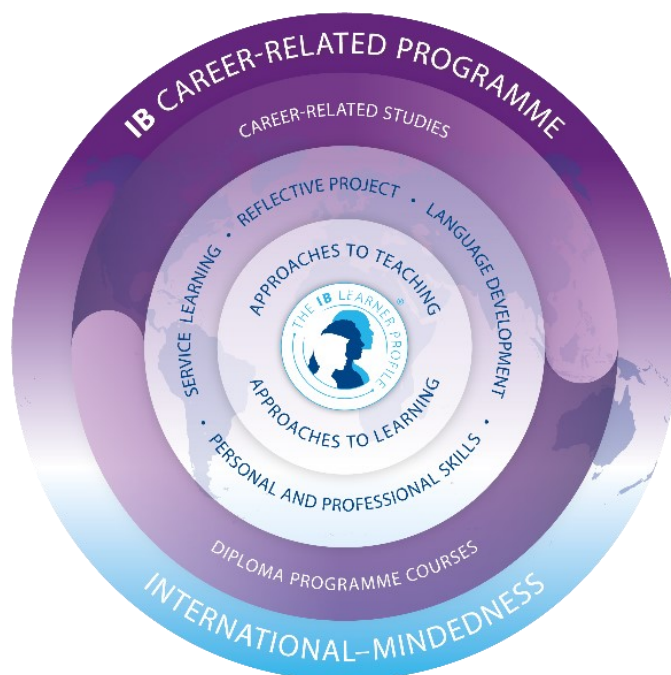 IB CAREER-RELATED PROGRAMME
CAREER-RELATED STUDIES
SERVICE LEARNING • REFLECTIVE PROJECT • LANGUAGE DEVELOPMENT •
APPROACHES TO TEACHING
THE IB LEARNER PROFILE ®
APPROACHES TO LEARNING
• PERSONAL AND PROFESSIONAL SKILLS
DIPLOMA PROGRAMME COURSES
INTERNATIONAL–MINDEDNESS